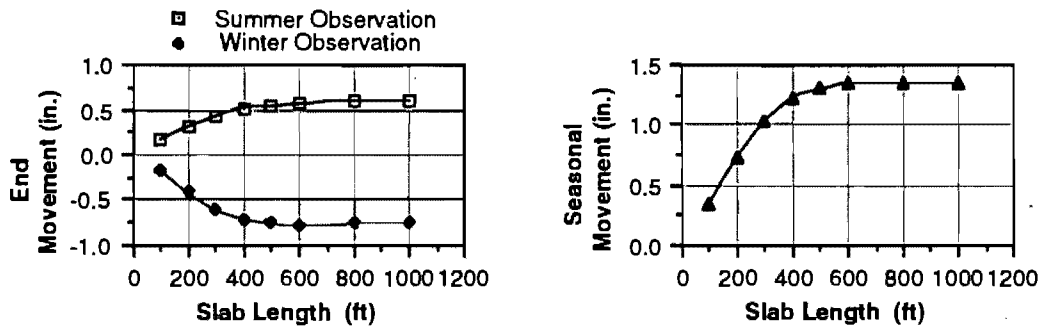 Summer Observation
Winter Observation
1.0
0.5
0.0
-0.5
-1.0
End
Movement (in.)
0 200 400 600 800 1000 1200
Slab Length (ft)
1.5
1.0
0.5
0.0
Seasonal
Movement (in.)
0 200 400 600 800 1000 1200
Slab Length (ft)